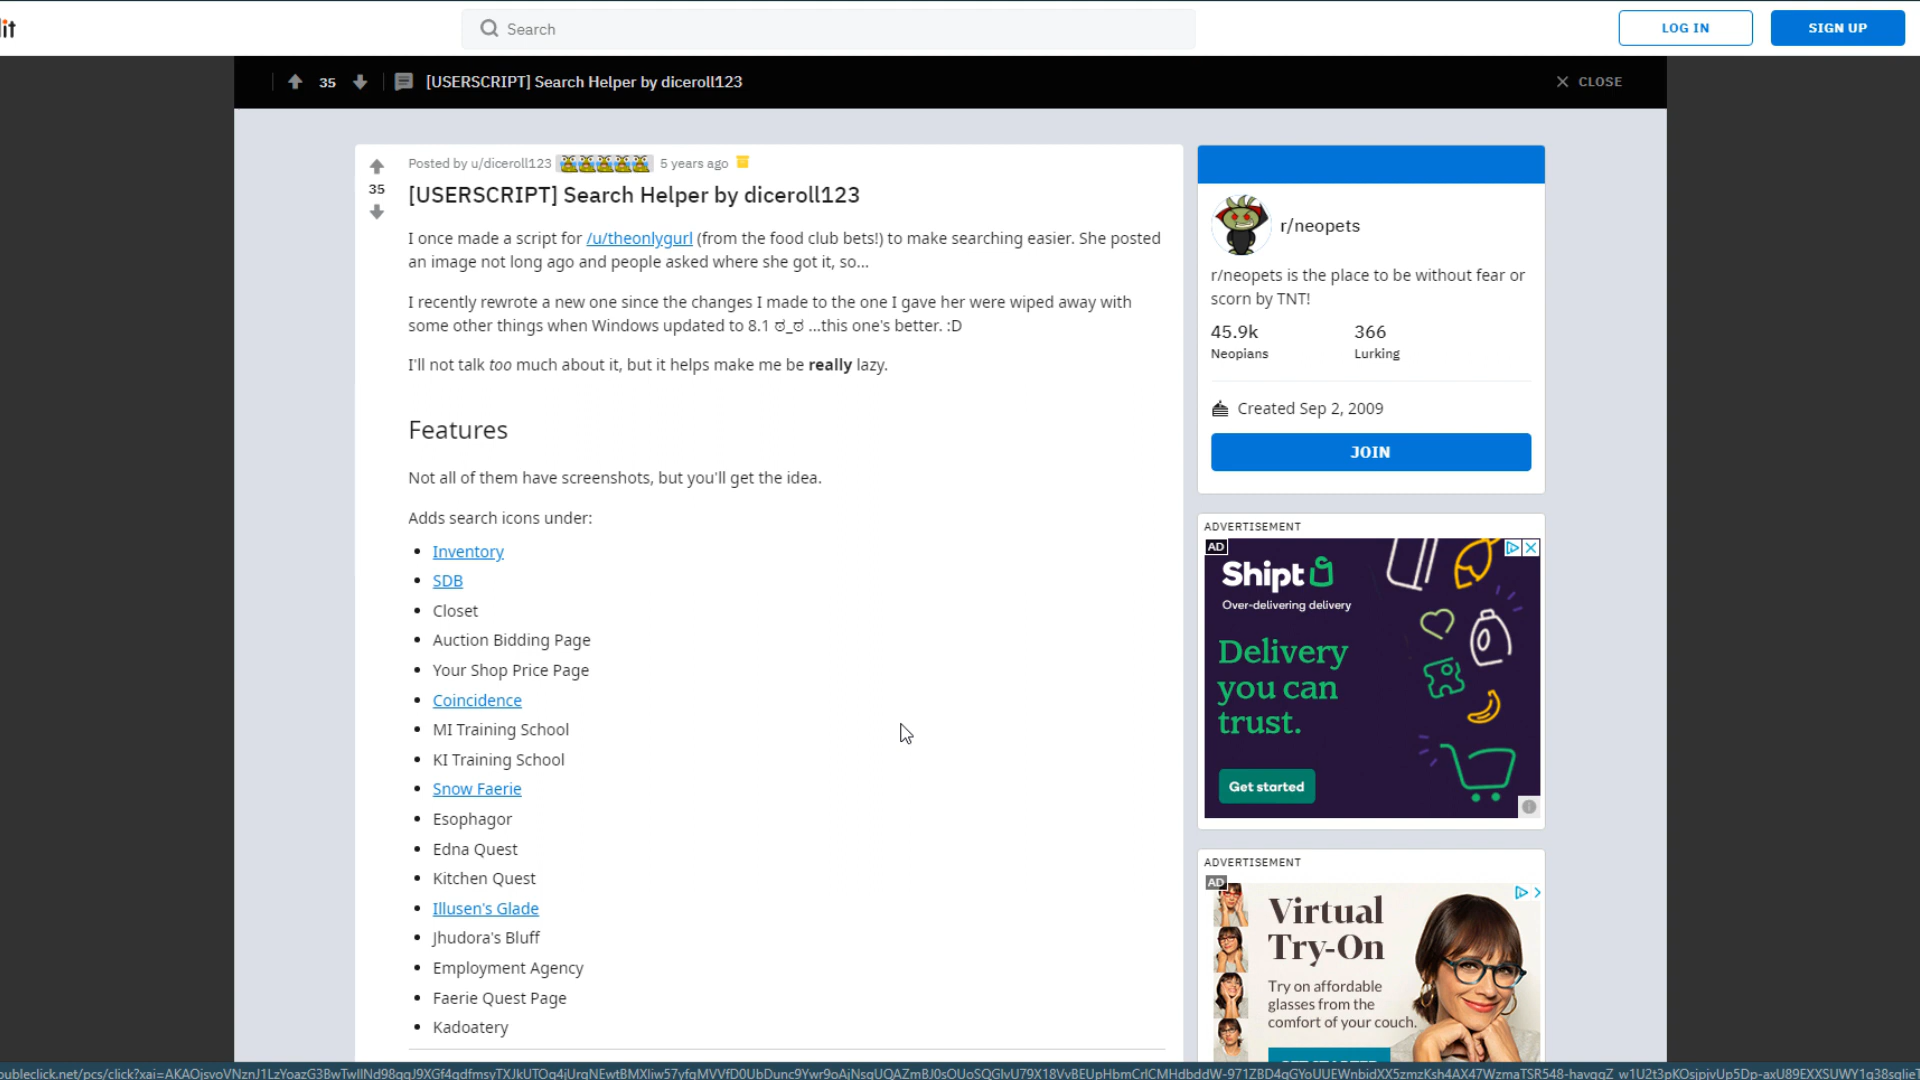 it
Search
LOG IN
SIGN UP
35
[USERSCRIPT] Search Helper by diceroll123
CLOSE
Posted by u/diceroll123 5 years ago
35
[USERSCRIPT] Search Helper by diceroll123
I once made a script for /u/theonlygurl (from the food club bets!) to make searching easier. She posted
an image not long ago and people asked where she got it, so...
I recently rewrote a new one since the changes I made to the one I gave her were wiped away with
some other things when Windows updated to 8.1 ಠ_ಠ ...this one's better. :D
I'll not talk too much about it, but it helps make me be really lazy.
Features
Not all of them have screenshots, but you'll get the idea.
Adds search icons under:
• Inventory
• SDB
• Closet
• Auction Bidding Page
• Your Shop Price Page
• Coincidence
• MI Training School
• KI Training School
• Snow Faerie
• Esophagor
• Edna Quest
• Kitchen Quest
• Illusen's Glade
• Jhudora's Bluff
• Employment Agency
• Faerie Quest Page
• Kadoatery
r/neopets
r/neopets is the place to be without fear or
scorn by TNT!
45.9k
366
Neopians
Lurking
Created Sep 2, 2009
JOIN
ADVERTISEMENT
AD
Shipt
Over-delivering delivery
Delivery
you can
trust.
Get started
ADVERTISEMENT
AD
Virtual
Try-On
Try on affordable
glasses from the
comfort of your couch.